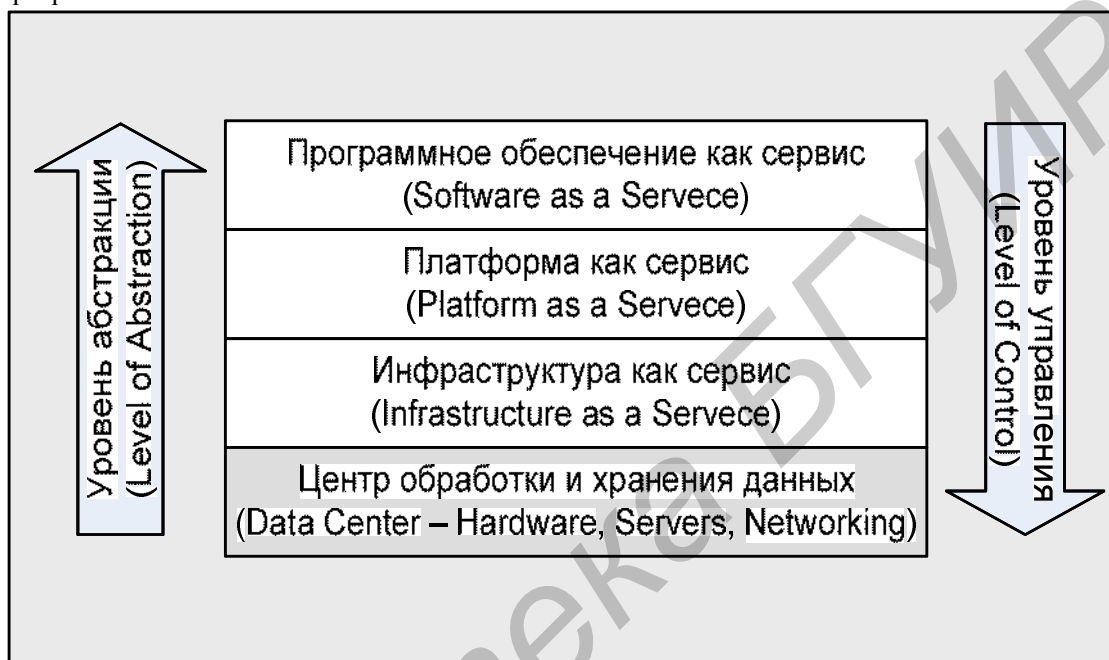 Уровень абстракции
(Level of Abstraction)
Программное обеспечение как сервис
(Software as a Servece)
Платформа как сервис
(Platform as a Servece)
Инфраструктура как сервис
(Infrastructure as a Servece)
Центр обработки и хранения данных
(Data Center – Hardware, Servers, Networking)
Уровень управления
(Level of Control)
БГУИР